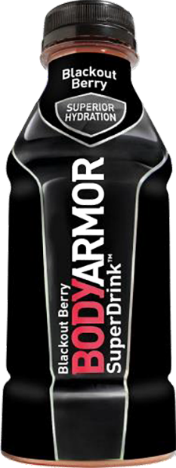 Blackout
Berry
SUPERIOR
HYDRATION
Blackout Berry
BODYARMOR
SuperDrink™